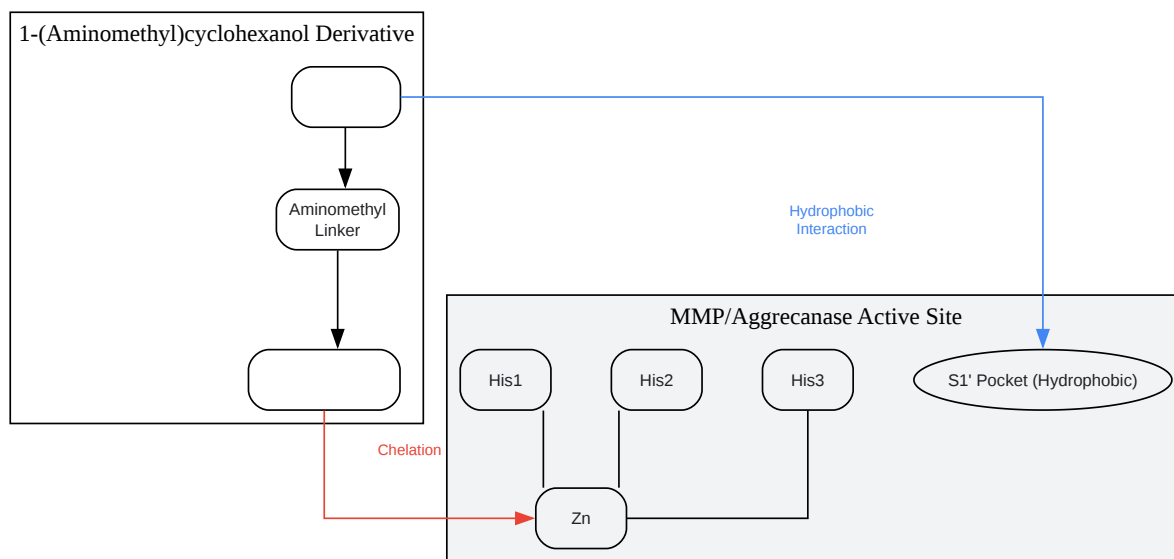 1-(Aminomethyl)cyclohexanol Derivative
Aminomethyl
Linker
Hydrophobic
Interaction
MMP/Aggrecanase Active Site
His1
His2
His3
S1' Pocket (Hydrophobic)
Chelation
Zn